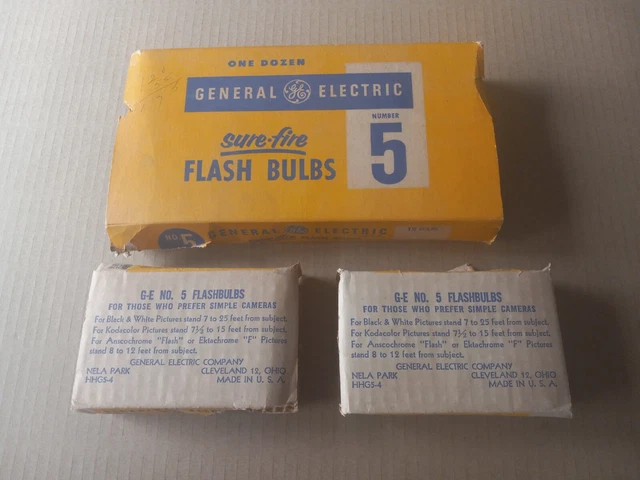 ONE DOZEN
GENERAL GE ELECTRIC
NUMBER
5
sure-fire
FLASH BULBS
NO. 5
GENERAL GE ELECTRIC
G-E NO. 5 FLASHBULBS
FOR THOSE WHO PREFER SIMPLE CAMERAS
For Black & White Pictures stand 7 to 25 feet from subject.
For Kodacolor Pictures stand 7½ to 15 feet from subject.
For Anscochrome "Flash" or Ektachrome "F" Pictures
stand 8 to 12 feet from subject.
GENERAL ELECTRIC COMPANY
NELA PARK CLEVELAND 12, OHIO
HHG5-4 MADE IN U. S. A.
G-E NO. 5 FLASHBULBS
FOR THOSE WHO PREFER SIMPLE CAMERAS
For Black & White Pictures stand 7 to 25 feet from subject.
For Kodacolor Pictures stand 7½ to 15 feet from subject.
For Anscochrome "Flash" or Ektachrome "F" Pictures
stand 8 to 12 feet from subject.
GENERAL ELECTRIC COMPANY
NELA PARK CLEVELAND 12, OHIO
HHG5-4 MADE IN U. S. A.